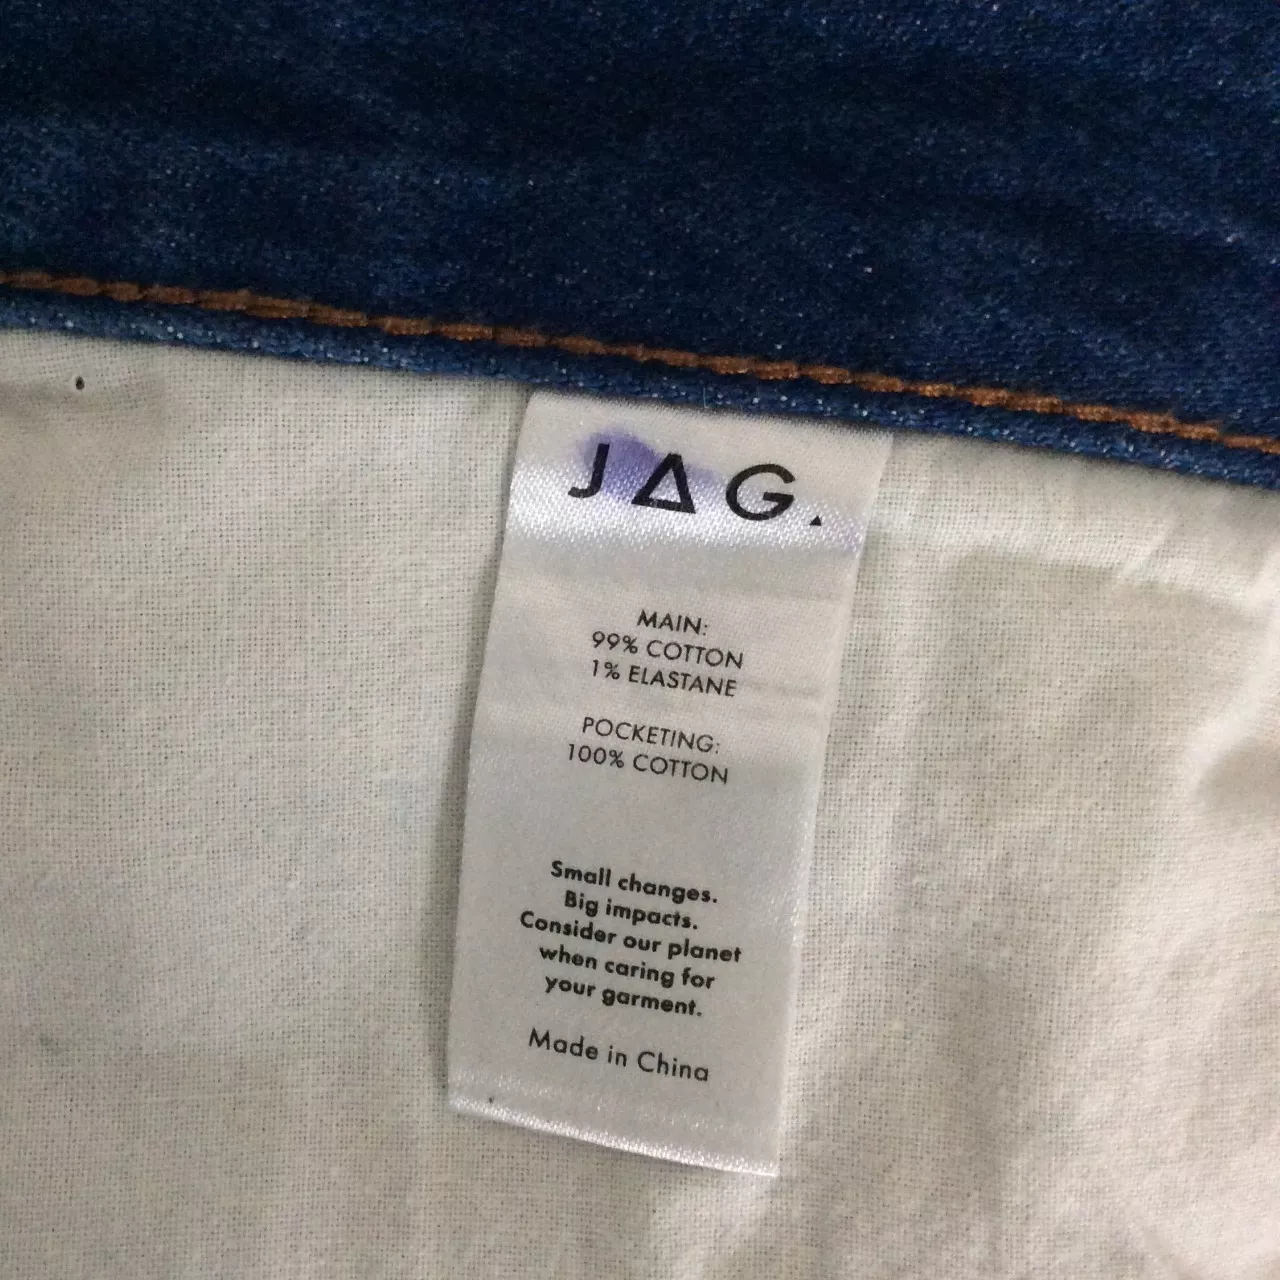 JAG.
MAIN:
99% COTTON
1% ELASTANE
POCKETING:
100% COTTON
Small changes.
Big impacts.
Consider our planet
when caring for
your garment.
Made in China